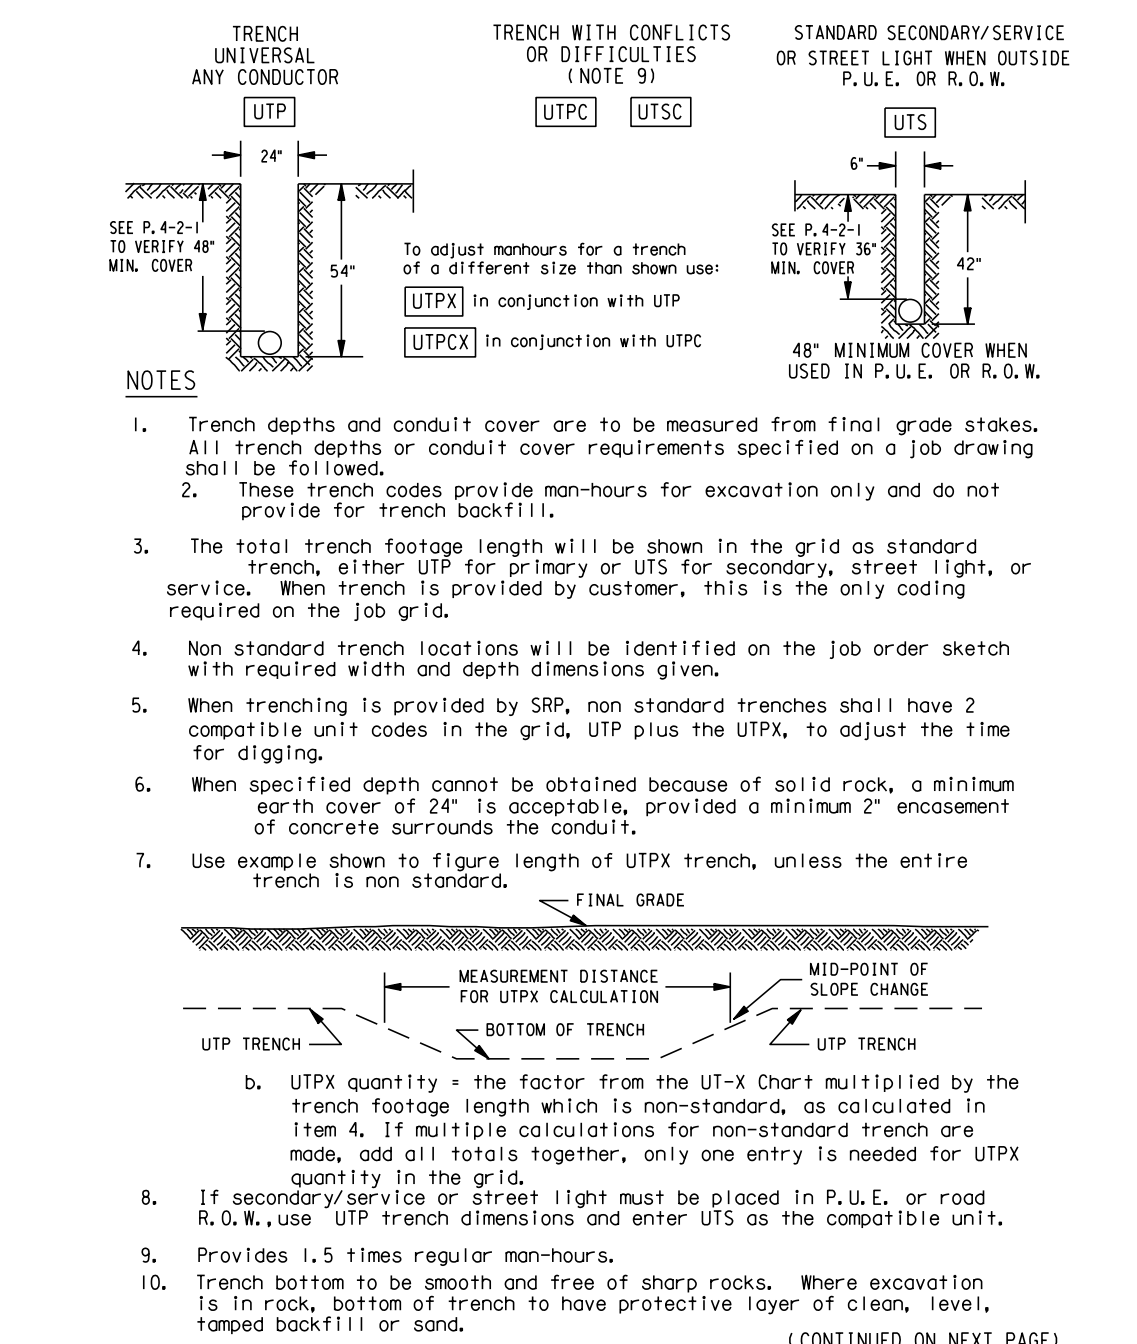 TRENCH
UNIVERSAL
ANY CONDUCTOR
UTP
24"
SEE P. 4-2-1
TO VERIFY 48"
MIN. COVER
54"
TRENCH WITH CONFLICTS
OR DIFFICULTIES
(NOTE 9)
UTPC UTSC
To adjust manhours for a trench
of a different size than shown use:
UTPX in conjunction with UTP
UTPCX in conjunction with UTPC
STANDARD SECONDARY/SERVICE
OR STREET LIGHT WHEN OUTSIDE
P.U.E. OR R.O.W.
UTS
6"
SEE P. 4-2-1
TO VERIFY 36"
MIN. COVER
42"
48" MINIMUM COVER WHEN
USED IN P.U.E. OR R.O.W.
NOTES
1. Trench depths and conduit cover are to be measured from final grade stakes.
All trench depths or conduit cover requirements specified on a job drawing
shall be followed.
2. These trench codes provide man-hours for excavation only and do not
provide for trench backfill.
3. The total trench footage length will be shown in the grid as standard
trench, either UTP for primary or UTS for secondary, street light, or
service. When trench is provided by customer, this is the only coding
required on the job grid.
4. Non standard trench locations will be identified on the job order sketch
with required width and depth dimensions given.
5. When trenching is provided by SRP, non standard trenches shall have 2
compatible unit codes in the grid, UTP plus the UTPX, to adjust the time
for digging.
6. When specified depth cannot be obtained because of solid rock, a minimum
earth cover of 24" is acceptable, provided a minimum 2" encasement
of concrete surrounds the conduit.
7. Use example shown to figure length of UTPX trench, unless the entire
trench is non standard.
FINAL GRADE
MEASUREMENT DISTANCE
FOR UTPX CALCULATION
MID-POINT OF
SLOPE CHANGE
UTP TRENCH
BOTTOM OF TRENCH
UTP TRENCH
b. UTPX quantity = the factor from the UT-X Chart multiplied by the
trench footage length which is non-standard, as calculated in
item 4. If multiple calculations for non-standard trench are
made, add all totals together, only one entry is needed for UTPX
quantity in the grid.
8. If secondary/service or street light must be placed in P.U.E. or road
R.O.W., use UTP trench dimensions and enter UTS as the compatible unit.
9. Provides 1.5 times regular man-hours.
10. Trench bottom to be smooth and free of sharp rocks. Where excavation
is in rock, bottom of trench to have protective layer of clean, level,
tamped backfill or sand.
(CONTINUED ON NEXT PAGE)